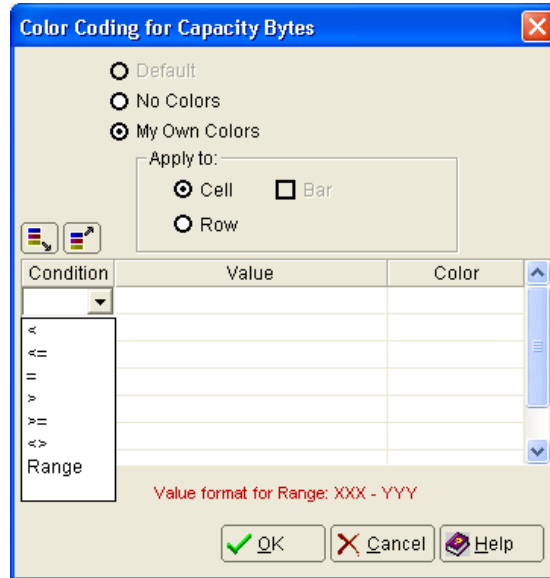 Color Coding for Capacity Bytes
Default
No Colors
My Own Colors
Apply to:
Cell Bar
Row
Condition Value Color
<
<=
=
>
>=
<>
Range
Value format for Range: XXX - YYY
OK Cancel Help